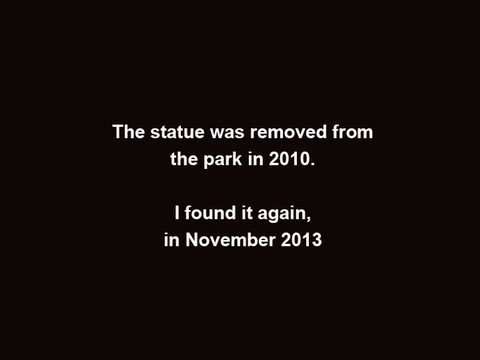 The statue was removed from
the park in 2010.
I found it again,
in November 2013